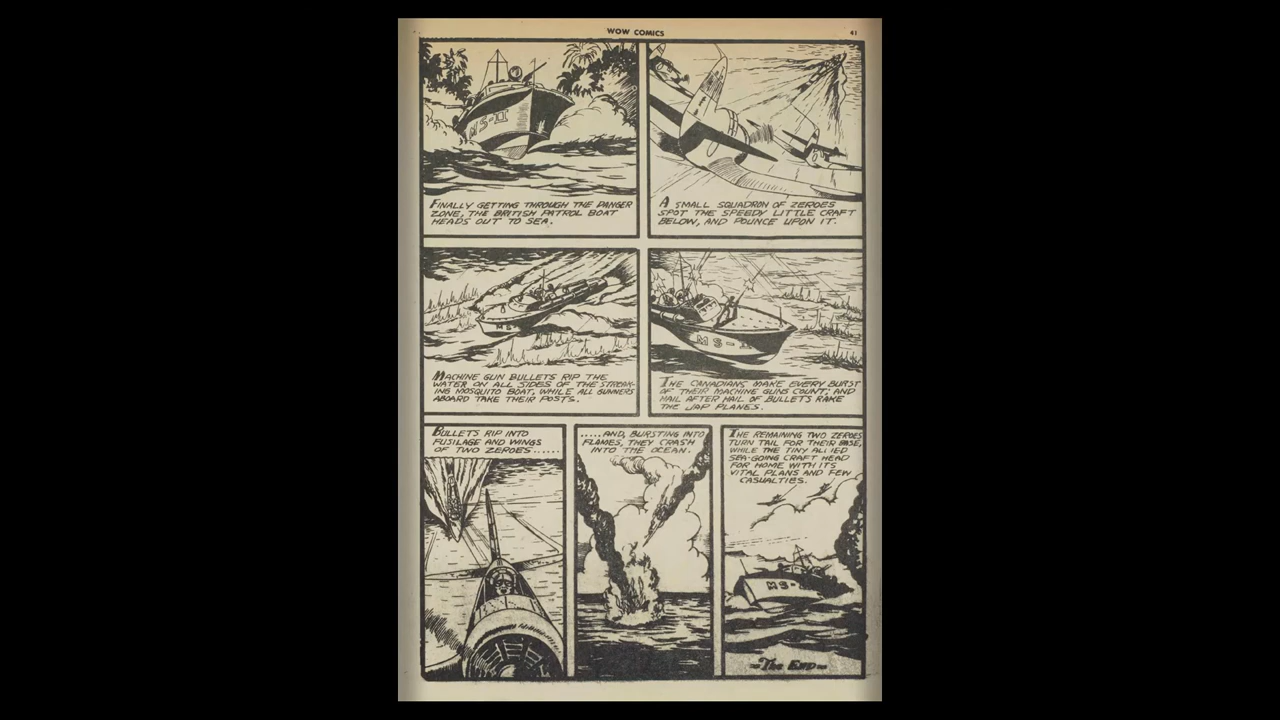 WOW COMICS 41
MS-II
FINALLY GETTING THROUGH THE DANGER
ZONE, THE BRITISH PATROL BOAT
HEADS OUT TO SEA.
A SMALL SQUADRON OF ZEROES
SPOT THE SPEEDY LITTLE CRAFT
BELOW, AND POUNCE UPON IT.
MACHINE GUN BULLETS RIP THE
WATER ON ALL SIDES OF THE STREAK-
ING MOSQUITO BOAT, WHILE ALL GUNNERS
ABOARD TAKE THEIR POSTS.
MS-II
THE CANADIANS MAKE EVERY BURST
OF THEIR MACHINE GUNS COUNT, AND
HAIL AFTER HAIL OF BULLETS RAKE
THE JAP PLANES.
BULLETS RIP INTO
FUSILAGE AND WINGS
OF TWO ZEROES......
.....AND, BURSTING INTO
FLAMES, THEY CRASH
INTO THE OCEAN.
THE REMAINING TWO ZEROES
TURN TAIL FOR THEIR BASE,
WHILE THE TINY ALLIED
SEA-GOING CRAFT HEAD
FOR HOME WITH ITS
VITAL PLANS AND FEW
CASUALTIES.
MS-
-THE END-